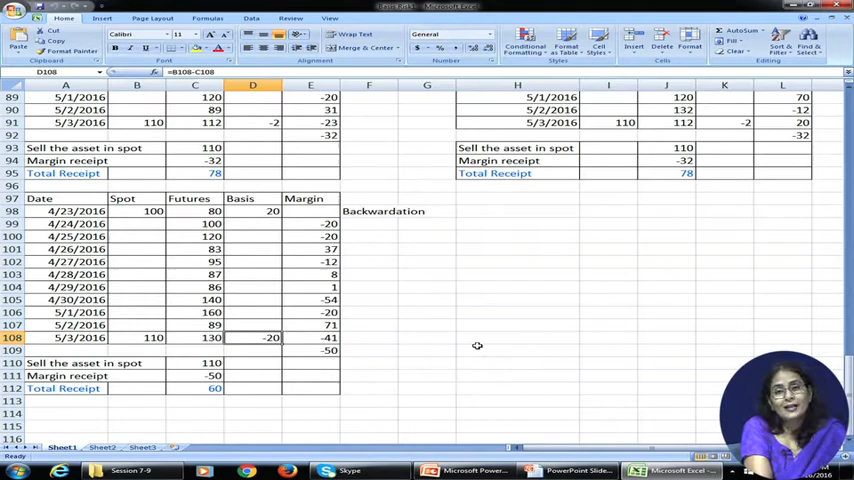 Basis Risk1 - Microsoft Excel
Home Insert Page Layout Formulas Data Review View
Cut
Copy
Format Painter
Paste
Clipboard
Calibri 11
Font
Wrap Text
Merge & Center
Alignment
General
Number
Conditional Formatting
Format as Table
Cell Styles
Styles
Insert Delete Format
Cells
AutoSum
Fill
Clear
Sort & Filter
Find & Select
Editing
D108 =B108-C108
A B C D E F G H I J K L
89 5/1/2016 120 -20 5/1/2016 120 70
90 5/2/2016 89 31 5/2/2016 132 -12
91 5/3/2016 110 112 -2 -23 5/3/2016 110 112 -2 20
92 -32 -32
93 Sell the asset in spot 110 Sell the asset in spot 110
94 Margin receipt -32 Margin receipt -32
95 Total Receipt 78 Total Receipt 78
96
97 Date Spot Futures Basis Margin
98 4/23/2016 100 80 20 Backwardation
99 4/24/2016 100 -20
100 4/25/2016 120 -20
101 4/26/2016 83 37
102 4/27/2016 95 -12
103 4/28/2016 87 8
104 4/29/2016 86 1
105 4/30/2016 140 -54
106 5/1/2016 160 -20
107 5/2/2016 89 71
108 5/3/2016 110 130 -20 -41
109 -50
110 Sell the asset in spot 110
111 Margin receipt -50
112 Total Receipt 60
113
114
115
116
Sheet1 Sheet2 Sheet3
Session 7-9
Skype
Microsoft Pow...
PowerPoint Slide...
Microsoft Excel -...